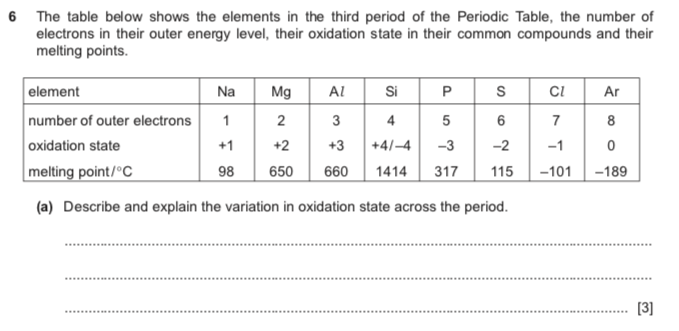 6 The table below shows the elements in the third period of the Periodic Table, the number of
electrons in their outer energy level, their oxidation state in their common compounds and their
melting points.
element Na Mg Al Si P S Cl Ar
number of outer electrons 1 2 3 4 5 6 7 8
oxidation state +1 +2 +3 +4/–4 –3 –2 –1 0
melting point/°C 98 650 660 1414 317 115 –101 –189
(a) Describe and explain the variation in oxidation state across the period.
[3]